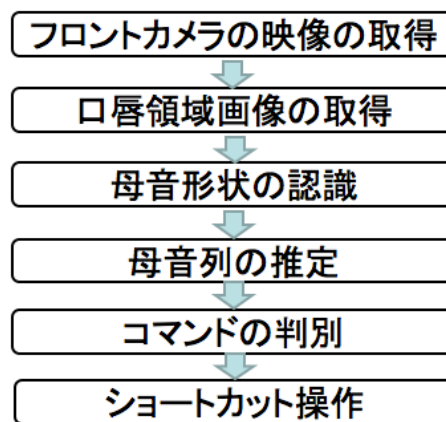 フロントカメラの映像の取得
口唇領域画像の取得
母音形状の認識
母音列の推定
コマンドの判別
ショートカット操作